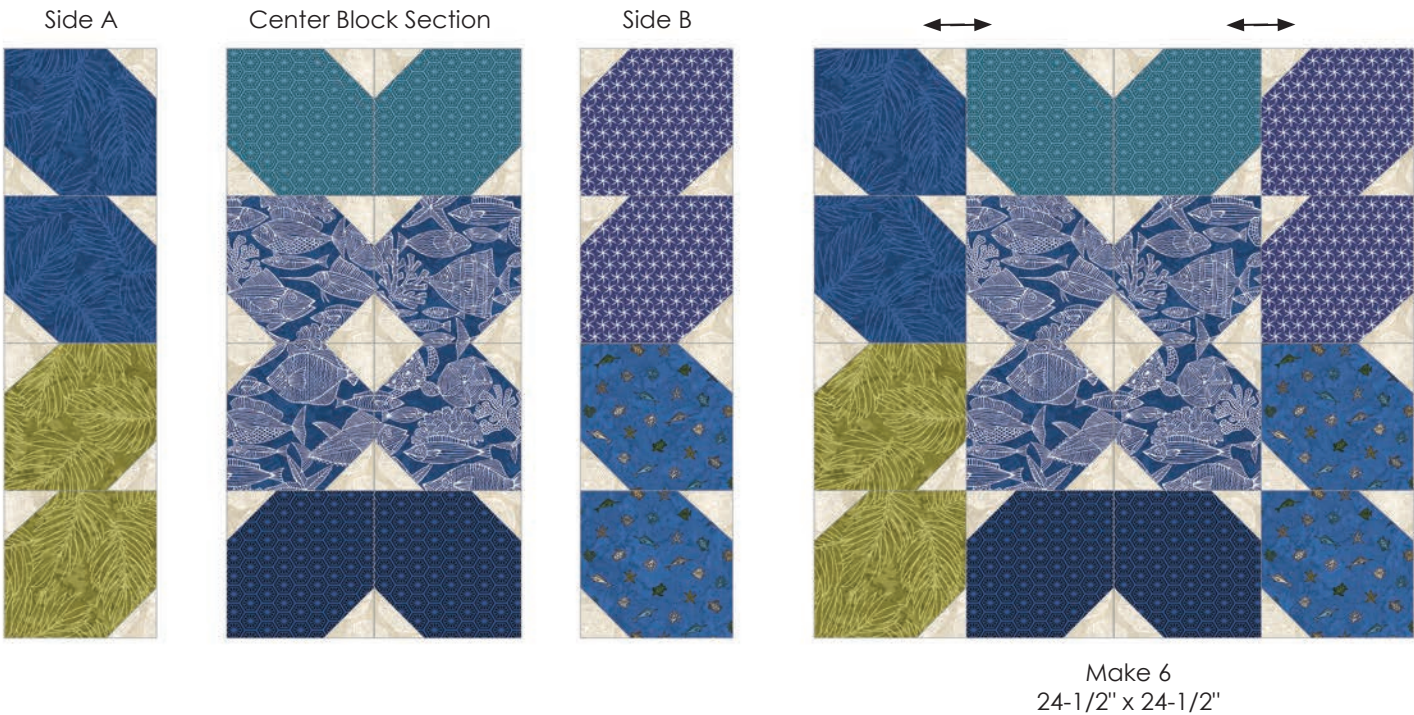 Side A
Center Block Section
Side B
Make 6
24-1/2" x 24-1/2"